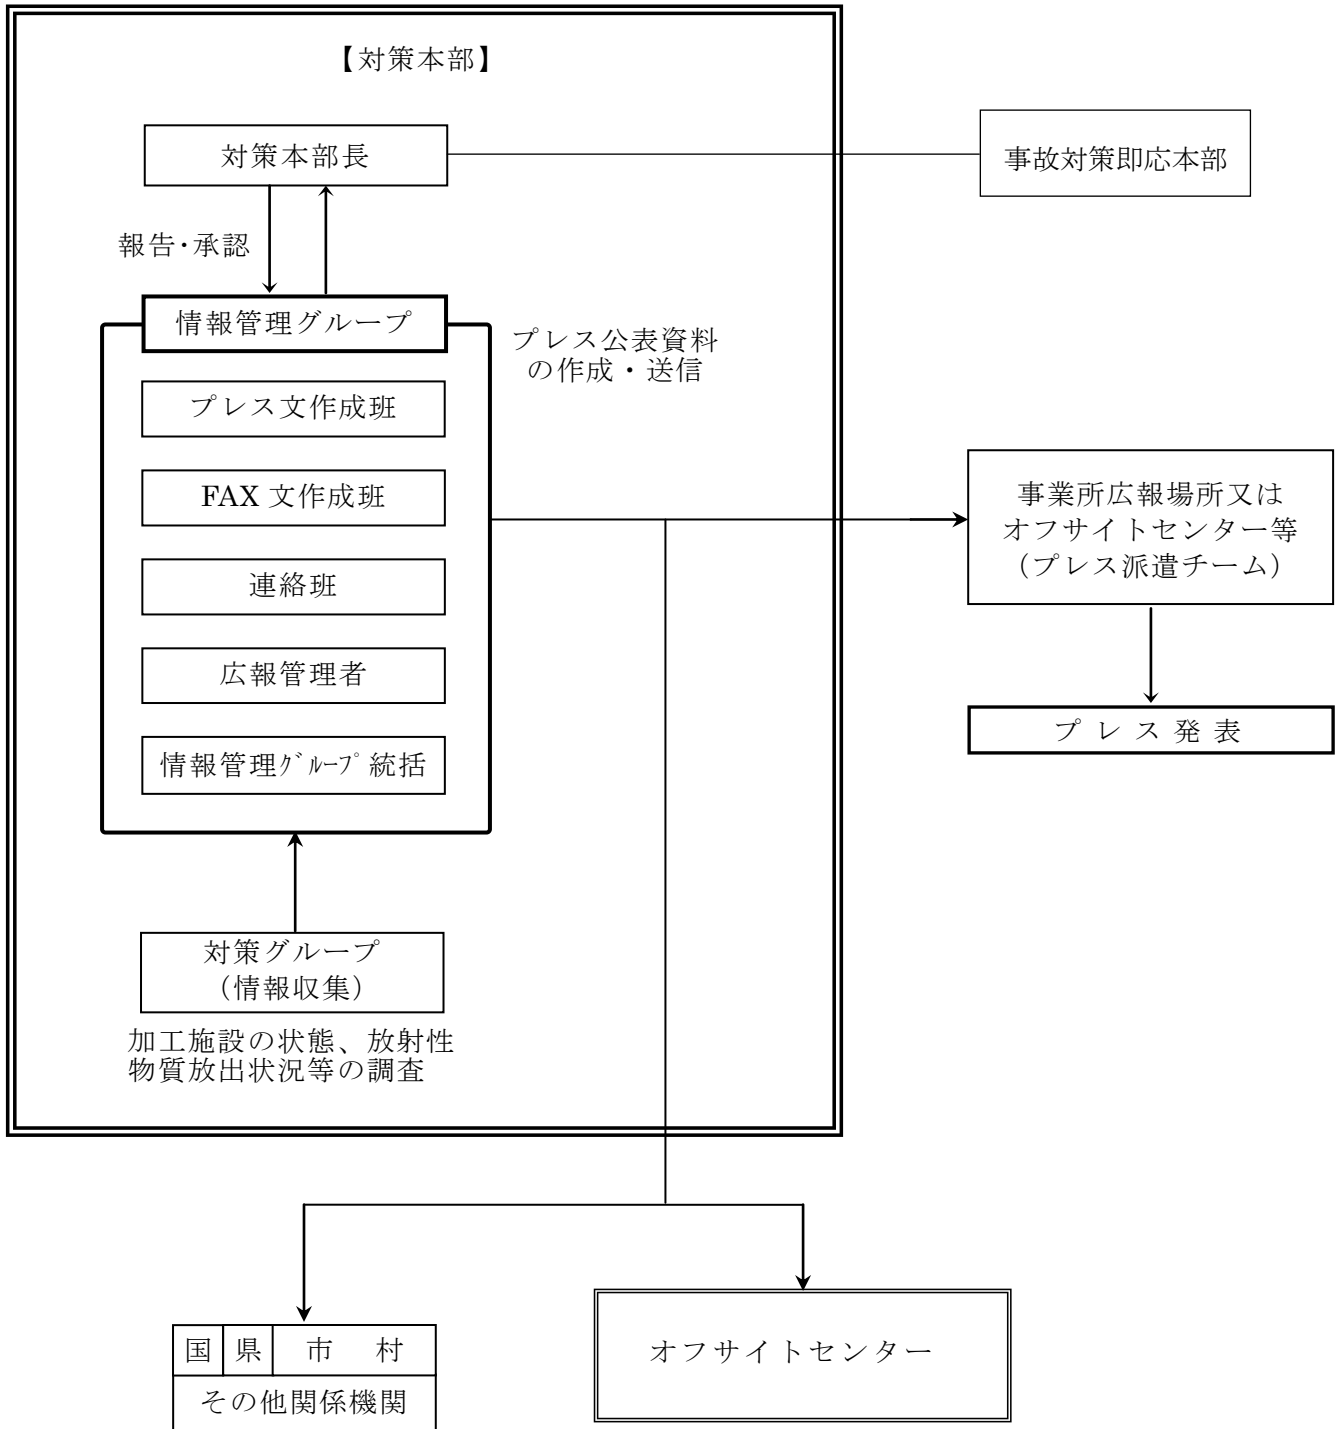 【対策本部】
対策本部長
事故対策即応本部
報告・承認
情報管理グループ
プレス公表資料
の作成・送信
プレス文作成班
FAX 文作成班
連絡班
広報管理者
情報管理ｸﾞﾙｰﾌﾟ統括
事業所広報場所又は
オフサイトセンター等
（プレス派遣チーム）
プ レ ス 発 表
対策グループ
（情報収集）
加工施設の状態、放射性
物質放出状況等の調査
国 県 市 村
その他関係機関
オフサイトセンター